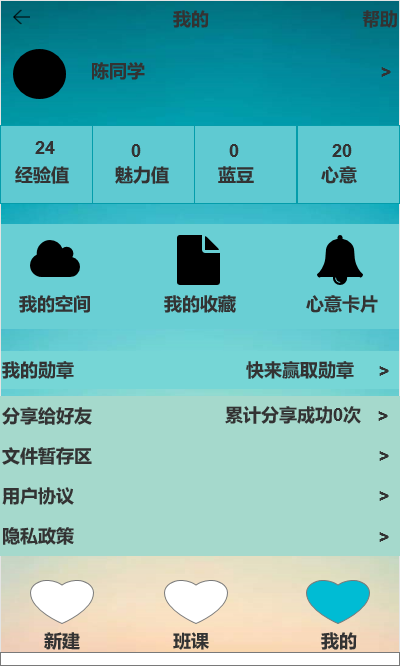 我的 帮助
陈同学 >
24 0 0 20
经验值 魅力值 蓝豆 心意
我的空间 我的收藏 心意卡片
我的勋章 快来赢取勋章 >
分享给好友 累计分享成功0次 >
文件暂存区 >
用户协议 >
隐私政策 >
新建 班课 我的